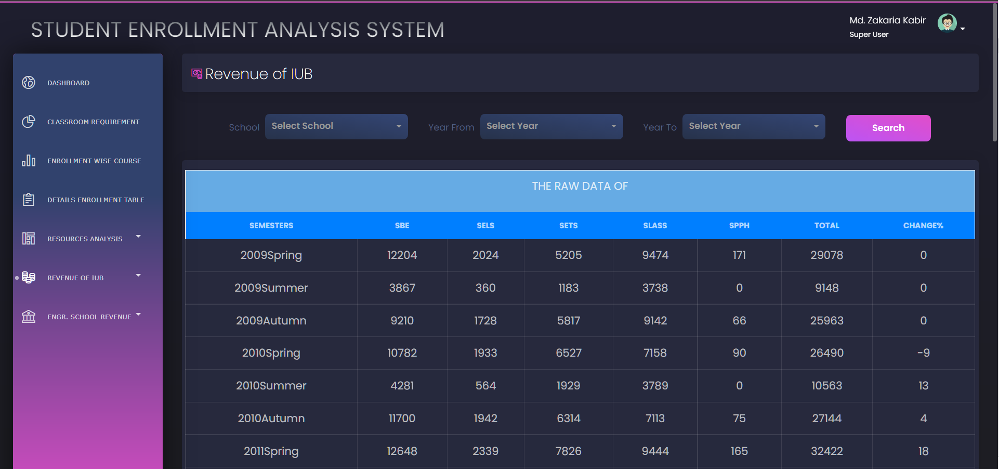 STUDENT ENROLLMENT ANALYSIS SYSTEM
Md. Zakaria Kabir
Super User
DASHBOARD
CLASSROOM REQUIREMENT
ENROLLMENT WISE COURSE
DETAILS ENROLLMENT TABLE
RESOURCES ANALYSIS
REVENUE OF IUB
ENGR. SCHOOL REVENUE
Revenue of IUB
School Select School Year From Select Year Year To Select Year Search
THE RAW DATA OF
SEMESTERS SBE SELS SETS SLASS SPPH TOTAL CHANGE%
2009Spring 12204 2024 5205 9474 171 29078 0
2009Summer 3867 360 1183 3738 0 9148 0
2009Autumn 9210 1728 5817 9142 66 25963 0
2010Spring 10782 1933 6527 7158 90 26490 -9
2010Summer 4281 564 1929 3789 0 10563 13
2010Autumn 11700 1942 6314 7113 75 27144 4
2011Spring 12648 2339 7826 9444 165 32422 18